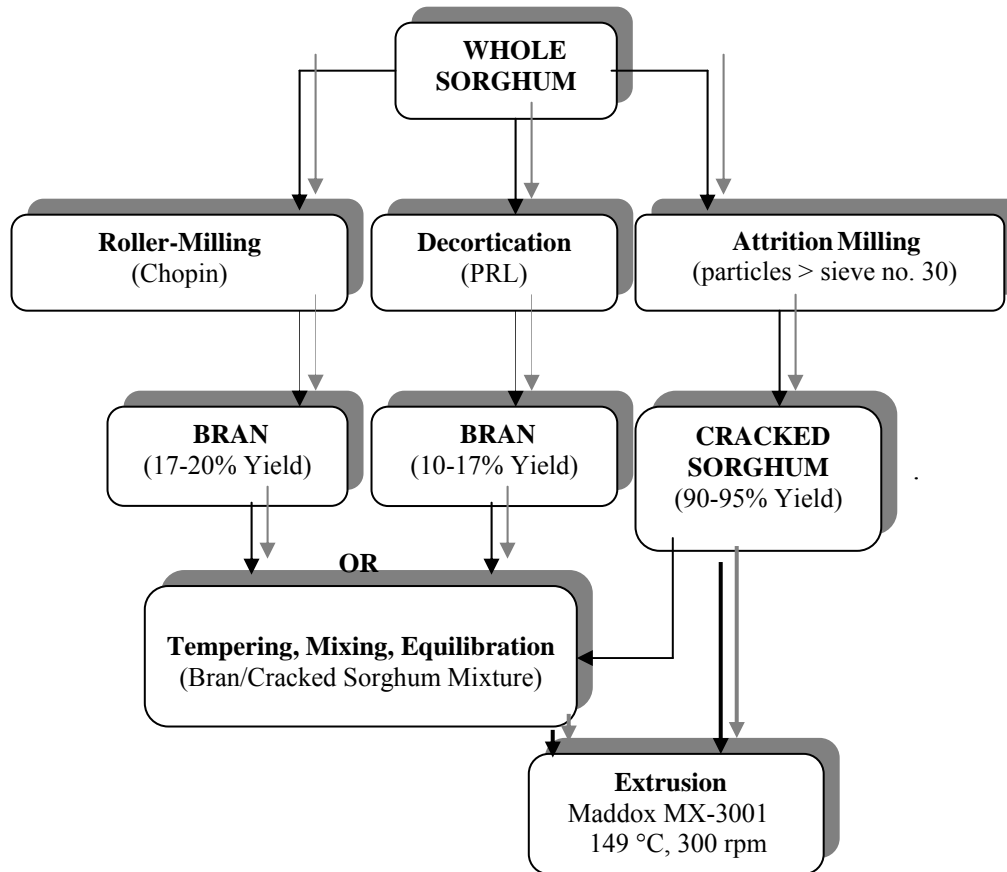 WHOLE
SORGHUM
Roller-Milling
(Chopin)
Decortication
(PRL)
Attrition Milling
(particles > sieve no. 30)
BRAN
(17-20% Yield)
BRAN
(10-17% Yield)
CRACKED
SORGHUM
(90-95% Yield)
.
OR
Tempering, Mixing, Equilibration
(Bran/Cracked Sorghum Mixture)
Extrusion
Maddox MX-3001
149 °C, 300 rpm